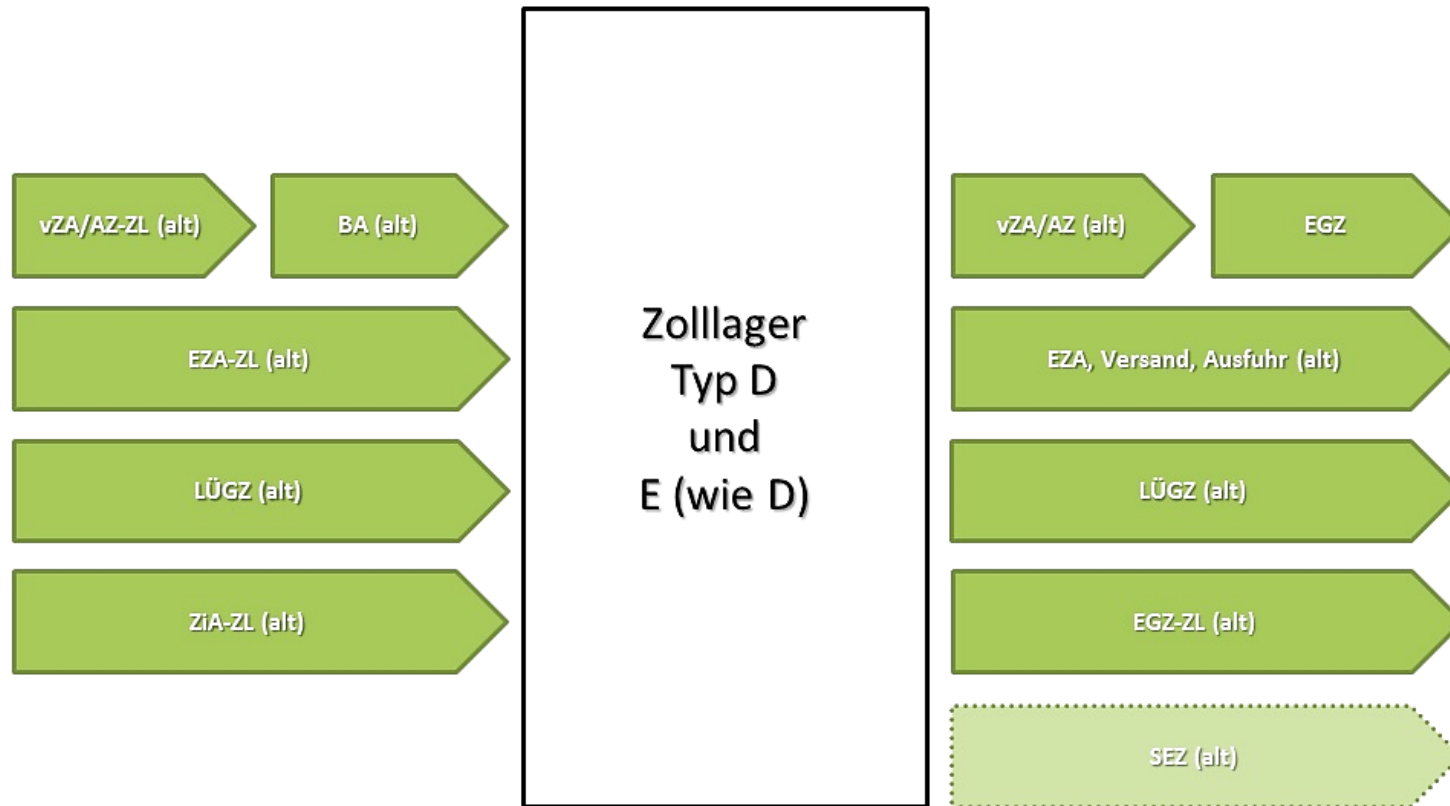 vZA/AZ-ZL (alt)
BA (alt)
EZA-ZL (alt)
LÜGZ (alt)
ZiA-ZL (alt)
Zolllager
Typ D
und
E (wie D)
vZA/AZ (alt)
EGZ
EZA, Versand, Ausfuhr (alt)
LÜGZ (alt)
EGZ-ZL (alt)
SEZ (alt)